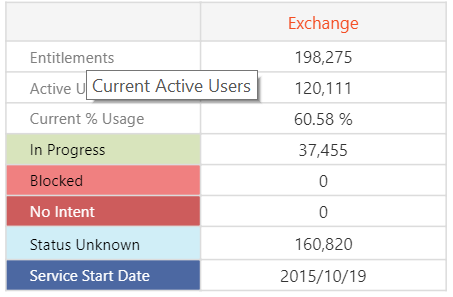 Exchange
Entitlements 198,275
Active U 120,111
Current Active Users
Current % Usage 60.58 %
In Progress 37,455
Blocked 0
No Intent 0
Status Unknown 160,820
Service Start Date 2015/10/19